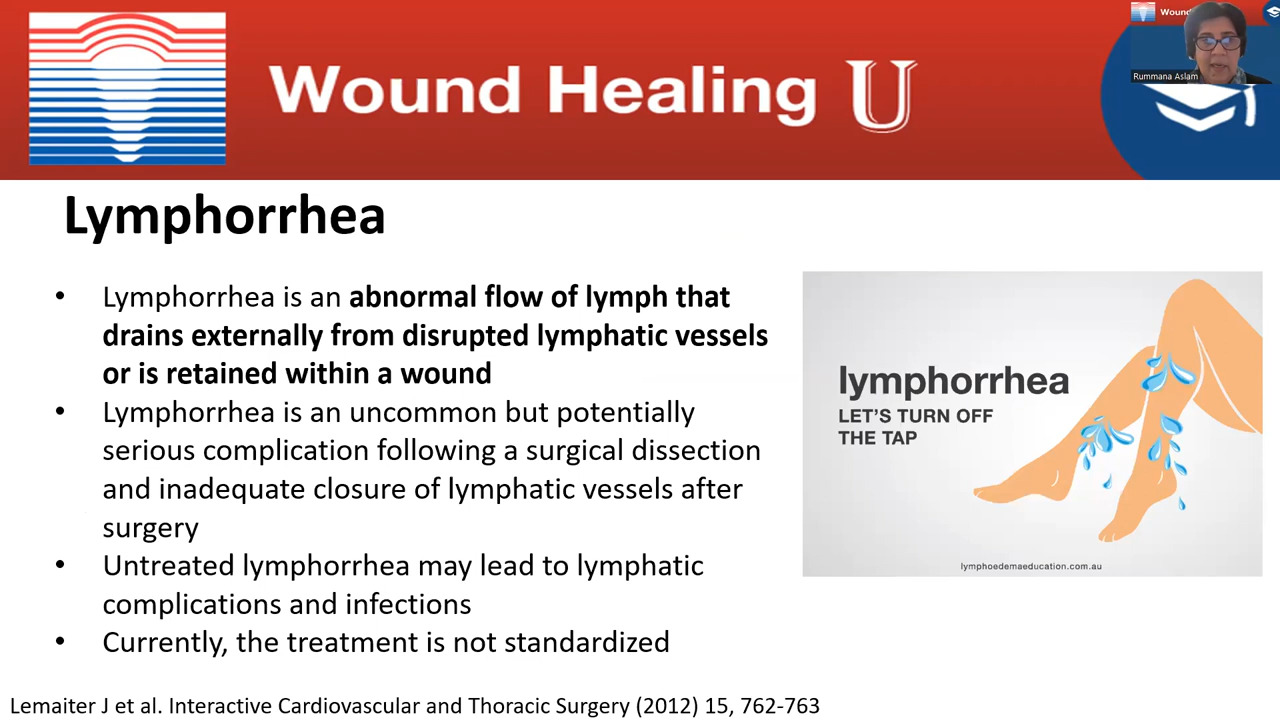 Wound Healing U
Wound
Rummana Aslam
Lymphorrhea
• Lymphorrhea is an abnormal flow of lymph that
drains externally from disrupted lymphatic vessels
or is retained within a wound
• Lymphorrhea is an uncommon but potentially
serious complication following a surgical dissection
and inadequate closure of lymphatic vessels after
surgery
• Untreated lymphorrhea may lead to lymphatic
complications and infections
• Currently, the treatment is not standardized
lymphorrhea
LET'S TURN OFF
THE TAP
lymphoedemaeducation.com.au
Lemaiter J et al. Interactive Cardiovascular and Thoracic Surgery (2012) 15, 762-763